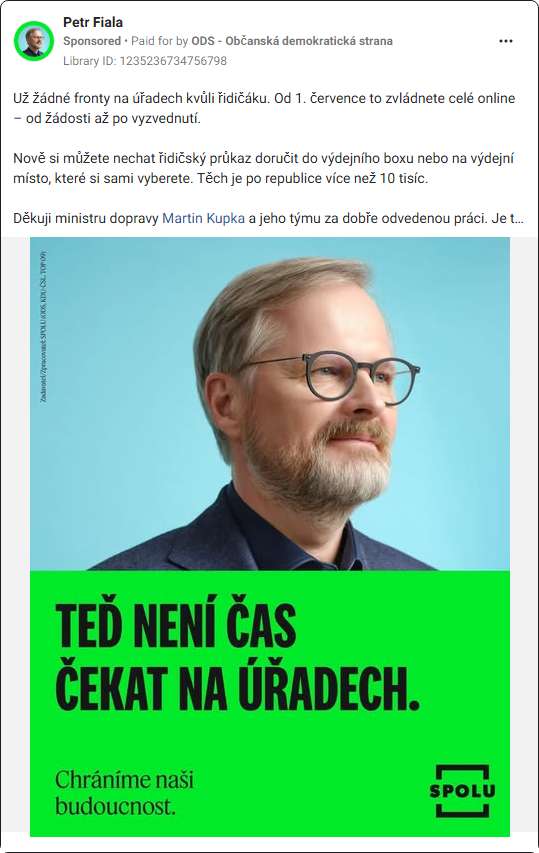 Petr Fiala
Sponsored • Paid for by ODS - Občanská demokratická strana
Library ID: 1235236734756798
Už žádné fronty na úřadech kvůli řidičáku. Od 1. července to zvládnete celé online
– od žádosti až po vyzvednutí.
Nově si můžete nechat řidičský průkaz doručit do výdejního boxu nebo na výdejní
místo, které si sami vyberete. Těch je po republice více než 10 tisíc.
Děkuji ministru dopravy Martin Kupka a jeho týmu za dobře odvedenou práci. Je t...
Zadavatel/Zpracovatel: SPOLU (ODS, KDU-ČSL, TOP 09)
TEĎ NENÍ ČAS
ČEKAT NA ÚŘADECH.
Chráníme naši
budoucnost.
SPOLU